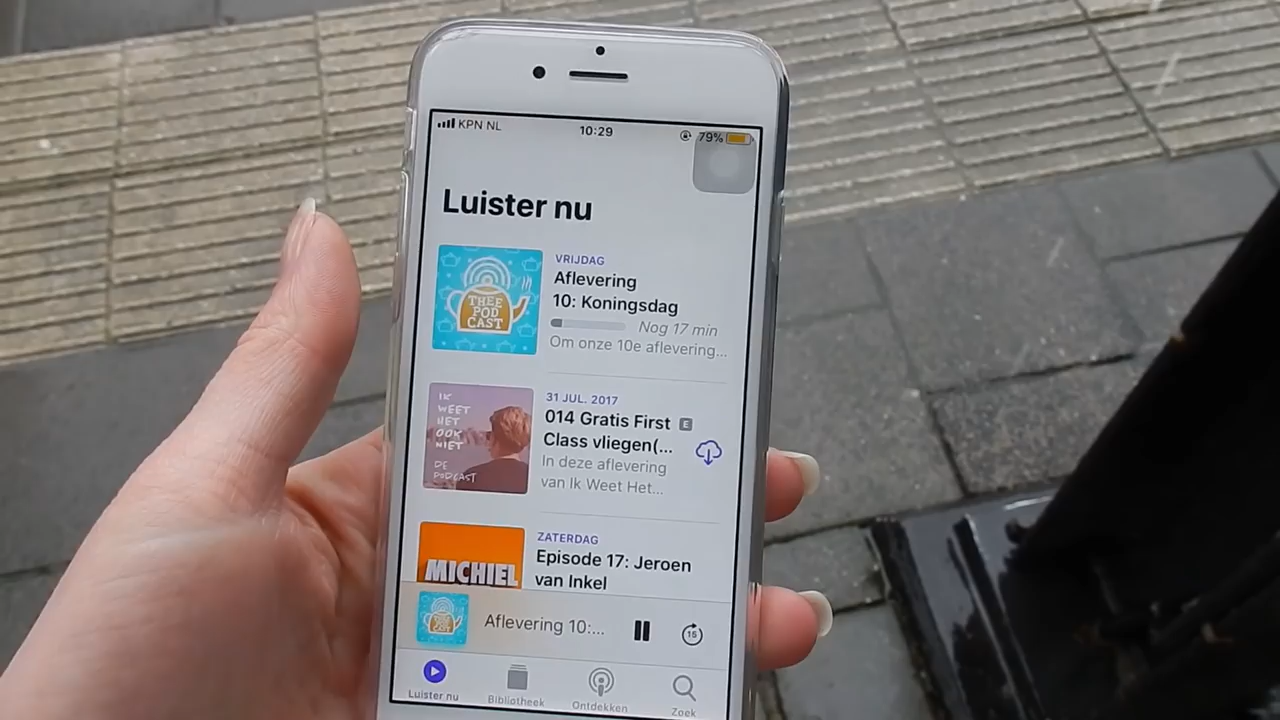 KPN NL 10:29 79%
Luister nu
THEE
POD
CAST
VRIJDAG
Aflevering
10: Koningsdag
Nog 17 min
Om onze 10e aflevering...
IK
WEET
HET
OOK
NIET
DE
PODCAST
31 JUL. 2017
014 Gratis First E
Class vliegen(...
In deze aflevering
van Ik Weet Het...
MICHIEL
ZATERDAG
Episode 17: Jeroen
van Inkel
THEE
POD
CAST
Aflevering 10:...
15
Luister nu Bibliotheek Ontdekken Zoek